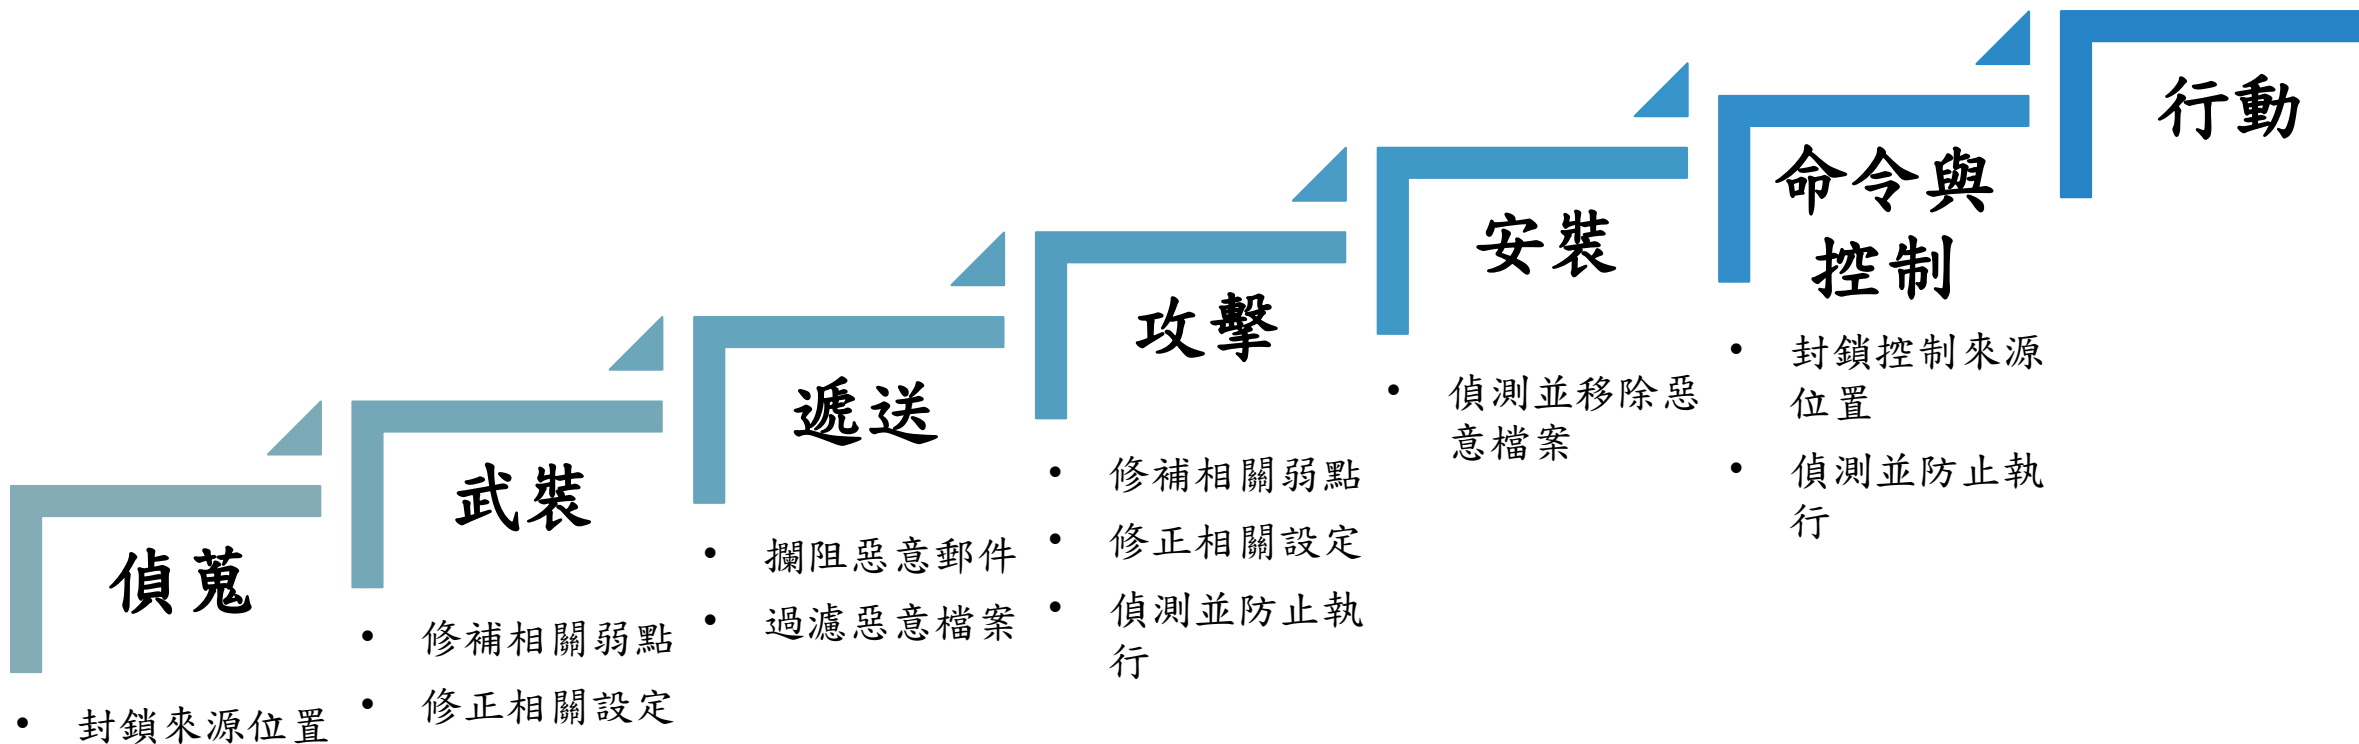 偵蒐
• 封鎖來源位置
武裝
• 修補相關弱點
• 修正相關設定
遞送
• 攔阻惡意郵件
• 過濾惡意檔案
攻擊
• 修補相關弱點
• 修正相關設定
• 偵測並防止執
行
安裝
• 偵測並移除惡
意檔案
命令與
控制
• 封鎖控制來源
位置
• 偵測並防止執
行
行動